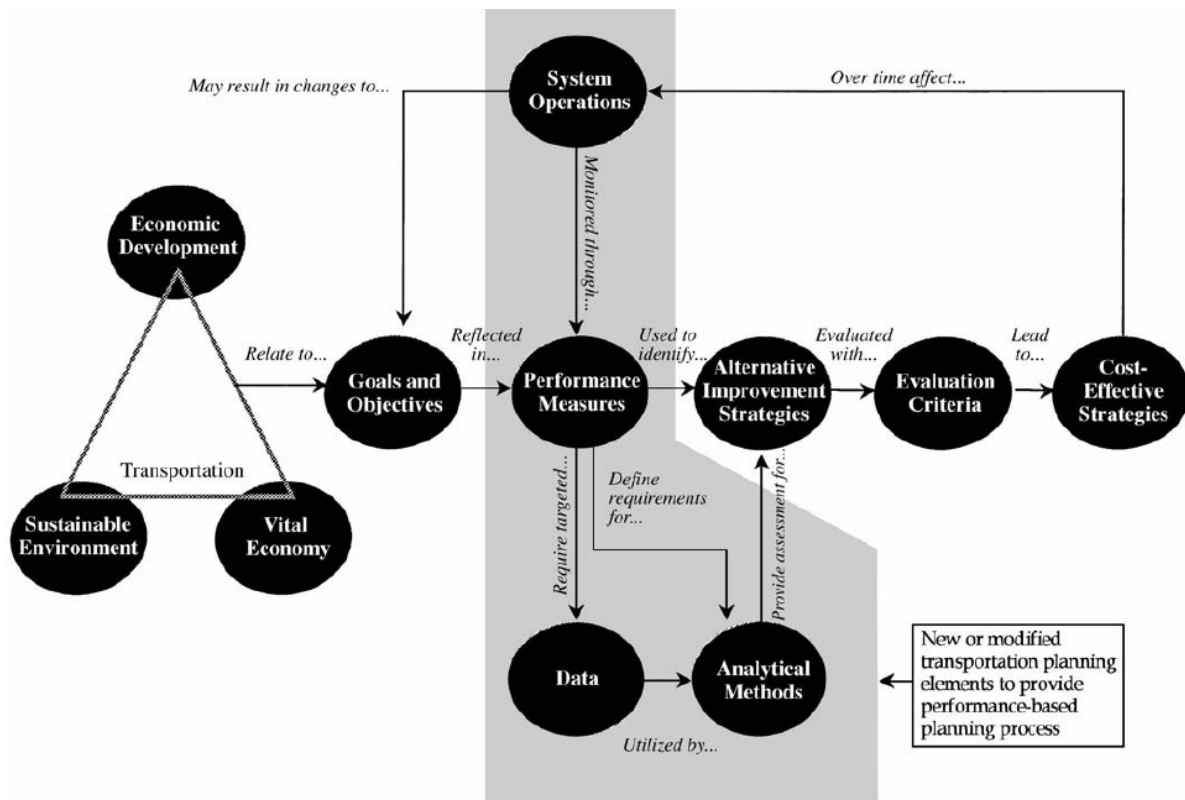 System
Operations
May result in changes to...
Over time affect...
Monitored through...
Economic
Development
Relate to...
Goals and
Objectives
Reflected
in...
Performance
Measures
Used to
identify...
Alternative
Improvement
Strategies
Evaluated
with...
Evaluation
Criteria
Lead
to...
Cost-
Effective
Strategies
Transportation
Sustainable
Environment
Vital
Economy
Require targeted...
Define
requirements
for...
Provide assessment for...
Data
Analytical
Methods
Utilized by...
New or modified
transportation planning
elements to provide
performance-based
planning process